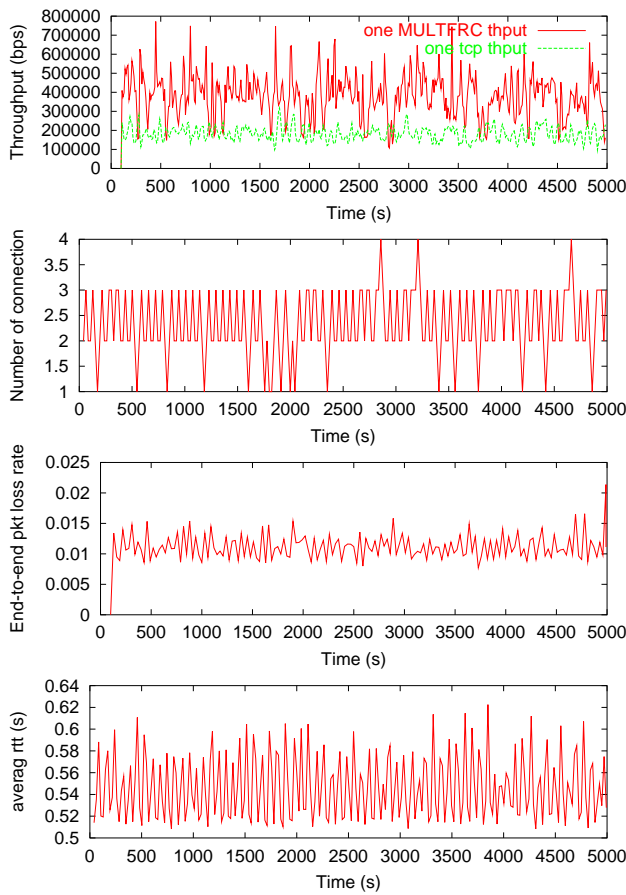 800000
700000
600000
500000
400000
300000
200000
100000
0
Throughput (bps)
one MULTFRC thput
one tcp thput
0 500 1000 1500 2000 2500 3000 3500 4000 4500 5000
Time (s)
4
3.5
3
2.5
2
1.5
1
Number of connection
0 500 1000 1500 2000 2500 3000 3500 4000 4500 5000
Time (s)
0.025
0.02
0.015
0.01
0.005
0
End-to-end pkt loss rate
0 500 1000 1500 2000 2500 3000 3500 4000 4500 5000
Time (s)
0.64
0.62
0.6
0.58
0.56
0.54
0.52
0.5
averag rtt (s)
0 500 1000 1500 2000 2500 3000 3500 4000 4500 5000
Time (s)